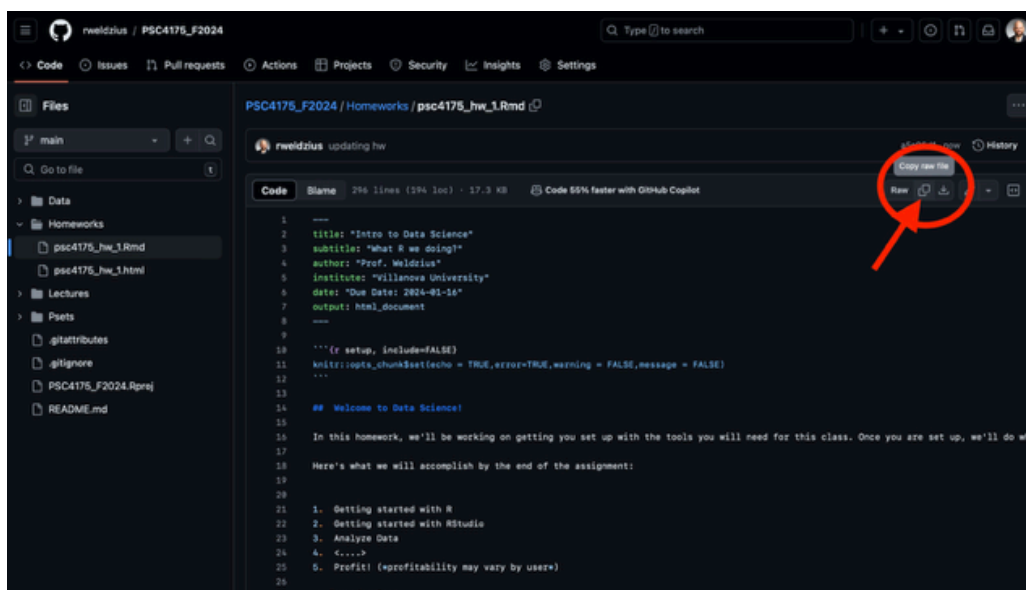 rweldzius / PSC4175_F2024
Type / to search
Code Issues Pull requests Actions Projects Security Insights Settings
Files
main
Go to file t
Data
Homeworks
psc4175_hw_1.Rmd
psc4175_hw_1.html
Lectures
Psets
.gitattributes
.gitignore
PSC4175_F2024.Rproj
README.md
PSC4175_F2024 / Homeworks / psc4175_hw_1.Rmd
rweldzius updating hw
now History
Copy raw file
Code Blame 296 lines (194 loc) · 17.3 KB Code 55% faster with GitHub Copilot
Raw
1 ---
2 title: "Intro to Data Science"
3 subtitle: "What R we doing?"
4 author: "Prof. Weldzius"
5 institute: "Villanova University"
6 date: "Due Date: 2024-01-16"
7 output: html_document
8 ---
9
10 ```{r setup, include=FALSE}
11 knitr::opts_chunk$set(echo = TRUE,error=TRUE,warning = FALSE,message = FALSE)
12 ```
13
14 ## Welcome to Data Science!
15
16 In this homework, we'll be working on getting you set up with the tools you will need for this class. Once you are set up, we'll do w
17
18 Here's what we will accomplish by the end of the assignment:
19
20
21 1. Getting started with R
22 2. Getting started with RStudio
23 3. Analyze Data
24 4. <....>
25 5. Profit! (*profitability may vary by user*)
26